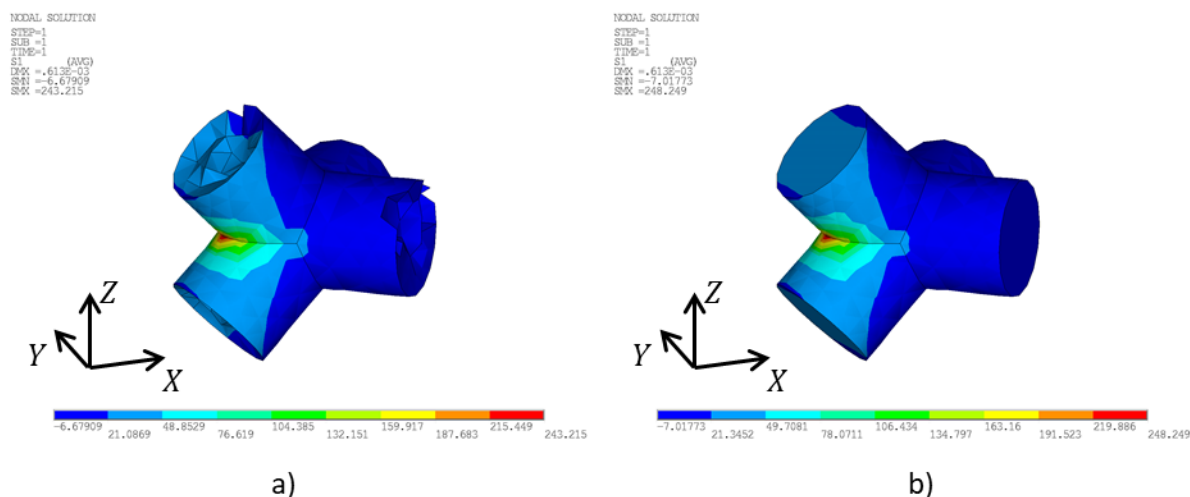 NODAL SOLUTION
STEP=1
SUB =1
TIME=1
S1 (AVG)
DMX =.613E-03
SMN =-6.67909
SMX =243.215
Z
Y
X
-6.67909 48.8529 104.385 159.917 215.449
21.0869 76.619 132.151 187.683 243.215
a)
NODAL SOLUTION
STEP=1
SUB =1
TIME=1
S1 (AVG)
DMX =.613E-03
SMN =-7.01773
SMX =248.249
Z
Y
X
-7.01773 49.7081 106.434 163.16 219.886
21.3452 78.0711 134.797 191.523 248.249
b)